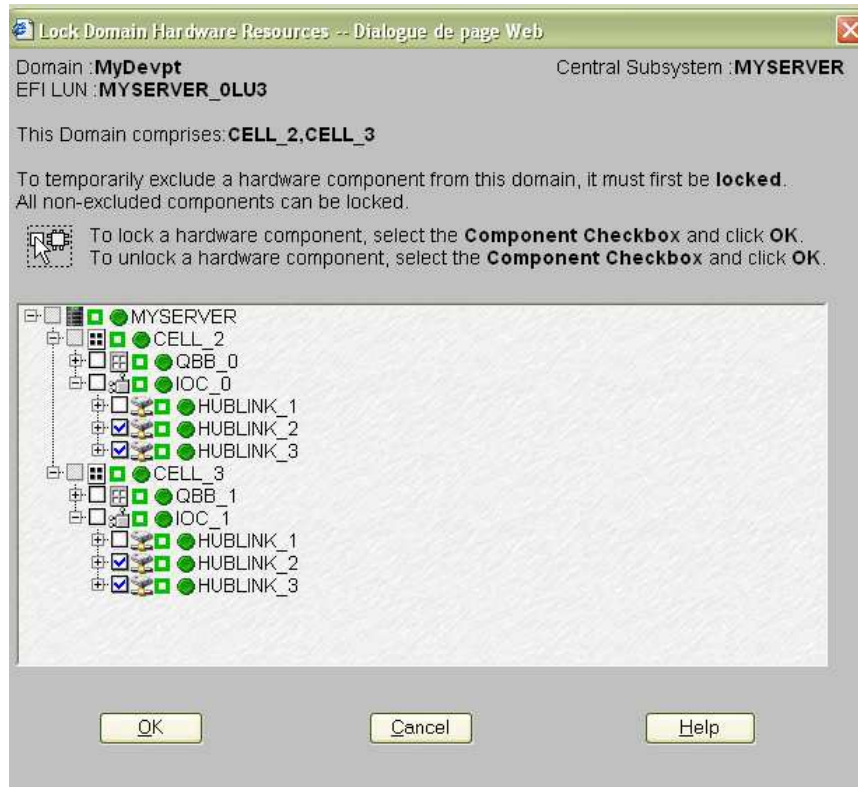 Lock Domain Hardware Resources -- Dialogue de page Web
Domain :MyDevpt Central Subsystem :MYSERVER
EFI LUN :MYSERVER_0LU3
This Domain comprises:CELL_2,CELL_3
To temporarily exclude a hardware component from this domain, it must first be locked.
All non-excluded components can be locked.
To lock a hardware component, select the Component Checkbox and click OK.
To unlock a hardware component, select the Component Checkbox and click OK.
MYSERVER
CELL_2
QBB_0
IOC_0
HUBLINK_1
HUBLINK_2
HUBLINK_3
CELL_3
QBB_1
IOC_1
HUBLINK_1
HUBLINK_2
HUBLINK_3
OK Cancel Help